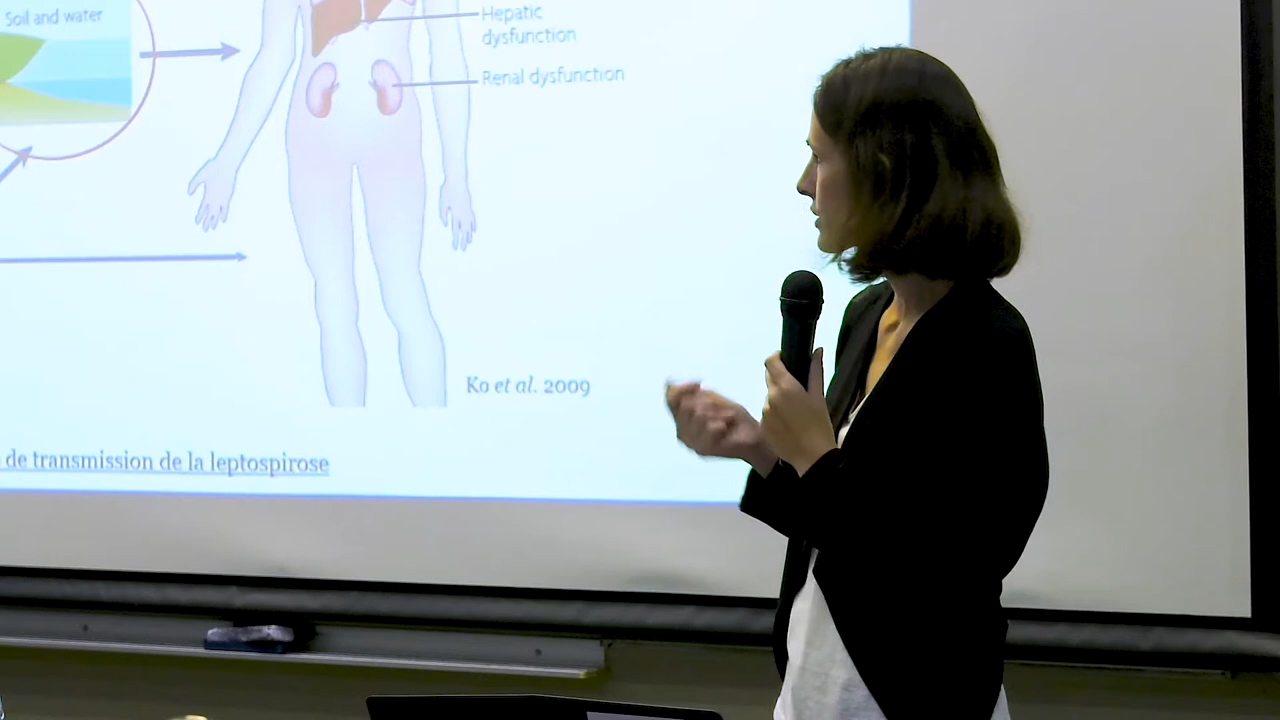 Soil and water
Hepatic
dysfunction
Renal dysfunction
Ko et al. 2009
de transmission de la leptospirose